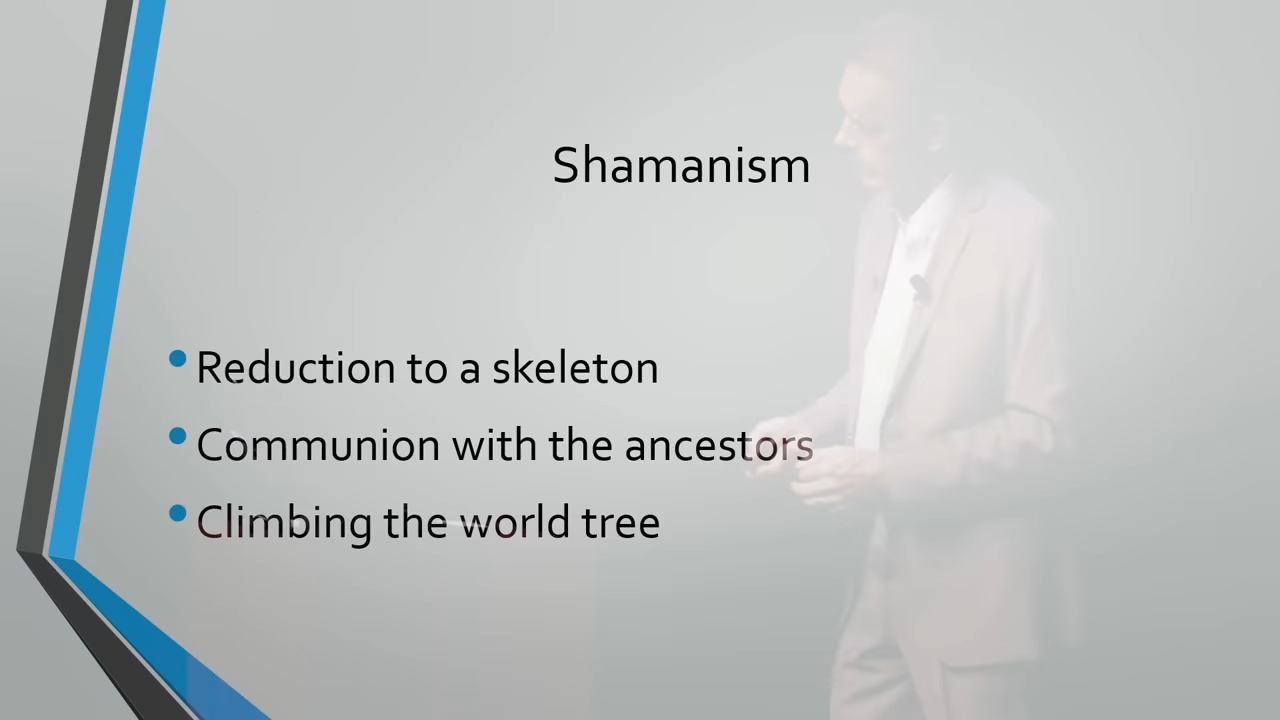 Shamanism
Reduction to a skeleton
Communion with the ancestors
Climbing the world tree